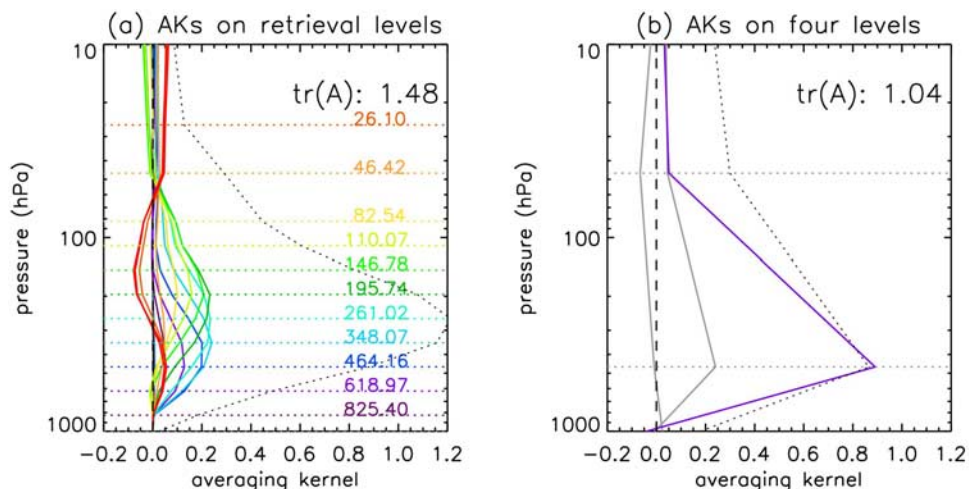 (a) AKs on retrieval levels
10
100
1000
pressure (hPa)
tr(A): 1.48
26.10
46.42
82.54
110.07
146.78
195.74
261.02
348.07
464.16
618.97
825.40
−0.2 0.0 0.2 0.4 0.6 0.8 1.0 1.2
averaging kernel
(b) AKs on four levels
10
100
1000
pressure (hPa)
tr(A): 1.04
−0.2 0.0 0.2 0.4 0.6 0.8 1.0 1.2
averaging kernel